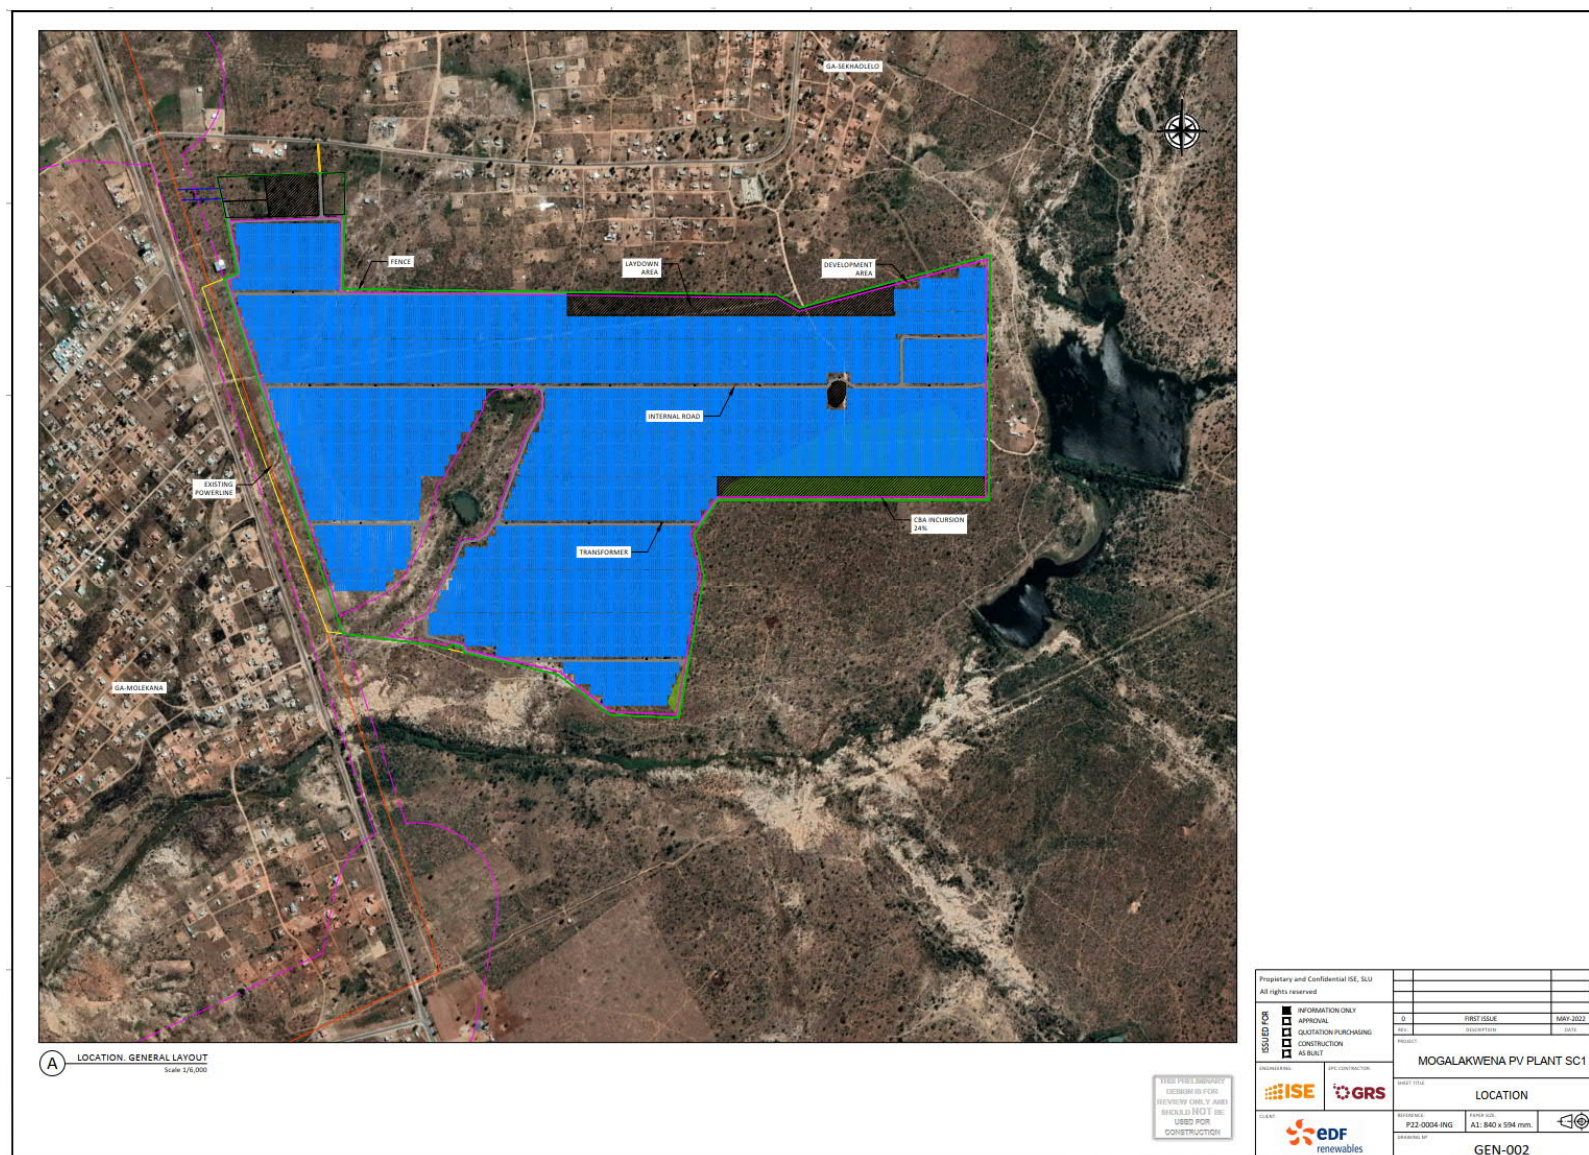 GA-SEKHAOLELO
FENCE
LAYDOWN
AREA
DEVELOPMENT
AREA
INTERNAL ROAD
EXISTING
POWERLINE
CBA INCURSION
24%
TRANSFORMER
GA-MOLEKANA
A
LOCATION. GENERAL LAYOUT
Scale 1/6,000
THIS PRELIMINARY
DESIGN IS FOR
REVIEW ONLY AND
SHOULD NOT BE
USED FOR
CONSTRUCTION
Propietary and Confidential ISE, SLU
All rights reserved
ISSUED FOR
INFORMATION ONLY
APPROVAL
QUOTATION PURCHASING
CONSTRUCTION
AS BUILT
0 FIRST ISSUE MAY-2022
REV. DESCRIPTION DATE
PROJECT:
MOGALAKWENA PV PLANT SC1
ENGINEERING:
ISE
EPC CONTRACTOR:
GRS
SHEET TITLE:
LOCATION
CLIENT:
edf
renewables
REFERENCE:
P22-0004-ING
PAPER SIZE:
A1: 840 x 594 mm.
DRAWING Nº
GEN-002